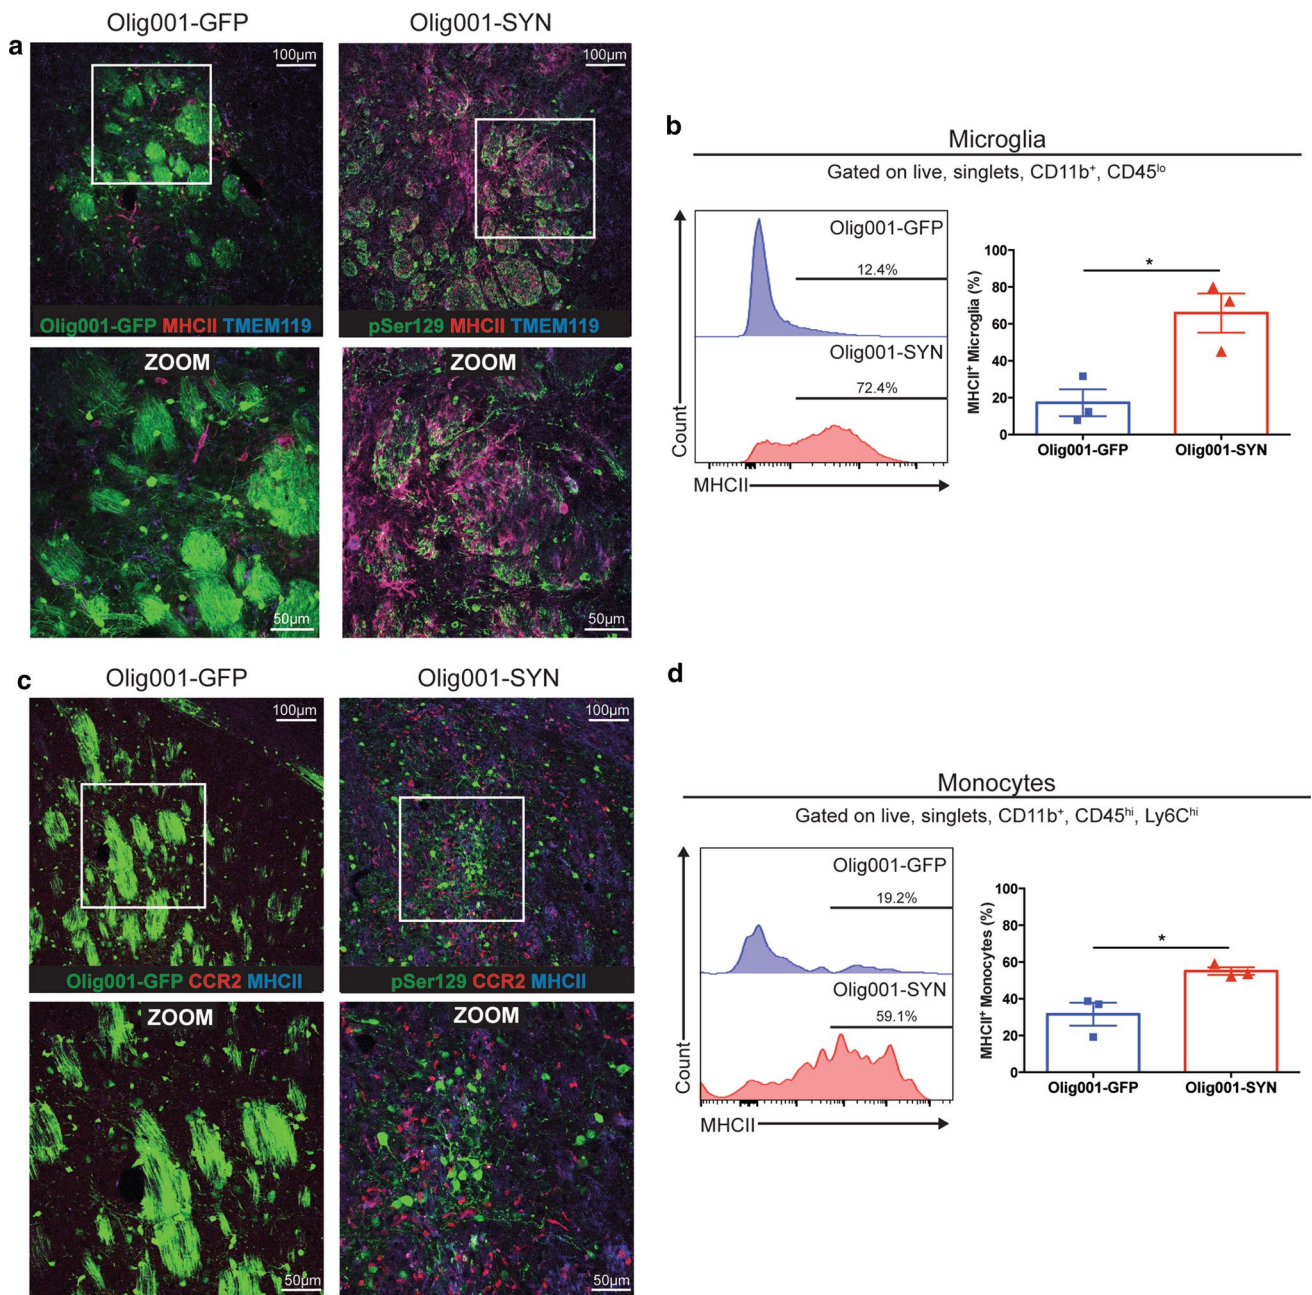 a
Olig001-GFP
Olig001-SYN
100µm
100µm
Olig001-GFP MHCII TMEM119
pSer129 MHCII TMEM119
ZOOM
ZOOM
50µm
50µm
b
Microglia
Gated on live, singlets, CD11b⁺, CD45ˡᵒ
Olig001-GFP
12.4%
Olig001-SYN
72.4%
Count
MHCII
MHCII⁺ Microglia (%)
100
80
60
40
20
0
*
Olig001-GFP
Olig001-SYN
c
Olig001-GFP
Olig001-SYN
100µm
100µm
Olig001-GFP CCR2 MHCII
pSer129 CCR2 MHCII
ZOOM
ZOOM
50µm
50µm
d
Monocytes
Gated on live, singlets, CD11b⁺, CD45ʰⁱ, Ly6Cʰⁱ
Olig001-GFP
19.2%
Olig001-SYN
59.1%
Count
MHCII
MHCII⁺ Monocytes (%)
100
80
60
40
20
0
*
Olig001-GFP
Olig001-SYN